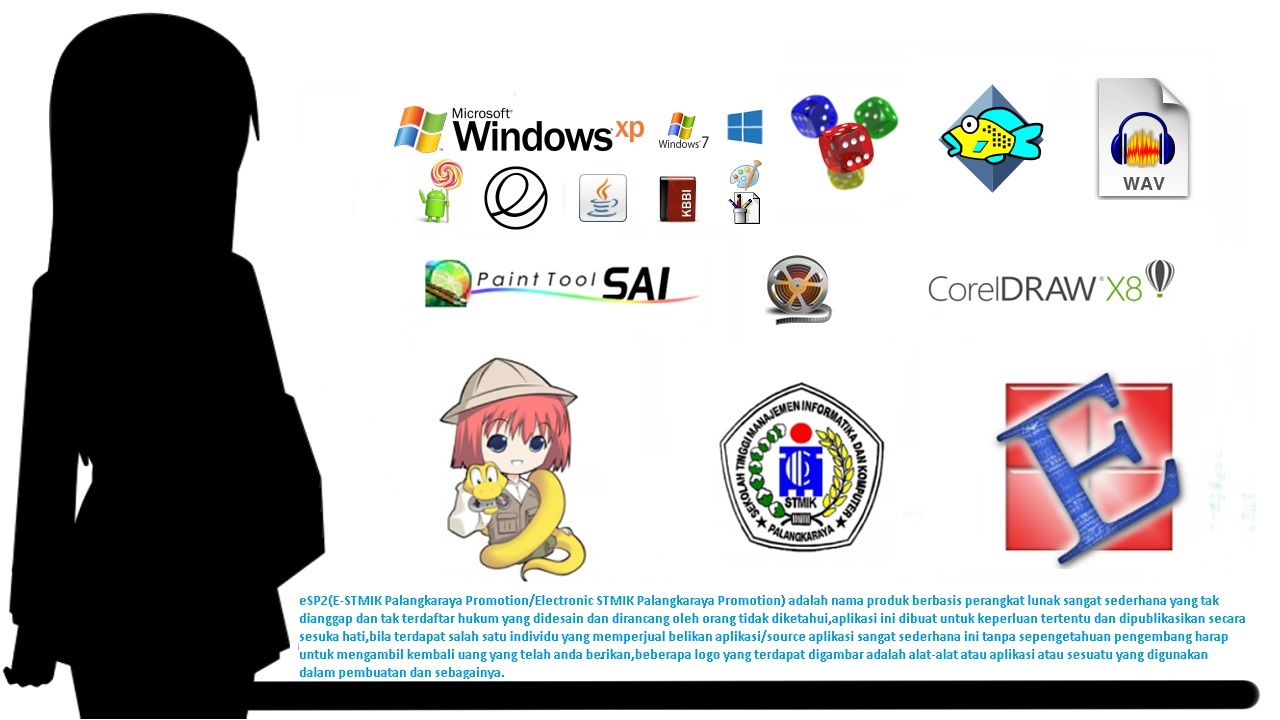 Microsoft®
Windows® xp
Windows® 7
WAV
KBBI
Paint Tool SAI
CorelDRAW® X8
SEKOLAH TINGGI MANAJEMEN INFORMATIKA DAN KOMPUTER
STMIK
★ PALANGKARAYA ★
E
eSP2(E-STMIK Palangkaraya Promotion/Electronic STMIK Palangkaraya Promotion) adalah nama produk berbasis perangkat lunak sangat sederhana yang tak
dianggap dan tak terdaftar hukum yang didesain dan dirancang oleh orang tidak diketahui,aplikasi ini dibuat untuk keperluan tertentu dan dipublikasikan secara
sesuka hati,bila terdapat salah satu individu yang memperjual belikan aplikasi/source aplikasi sangat sederhana ini tanpa sepengetahuan pengembang harap
untuk mengambil kembali uang yang telah anda berikan,beberapa logo yang terdapat digambar adalah alat-alat atau aplikasi atau sesuatu yang digunakan
dalam pembuatan dan sebagainya.